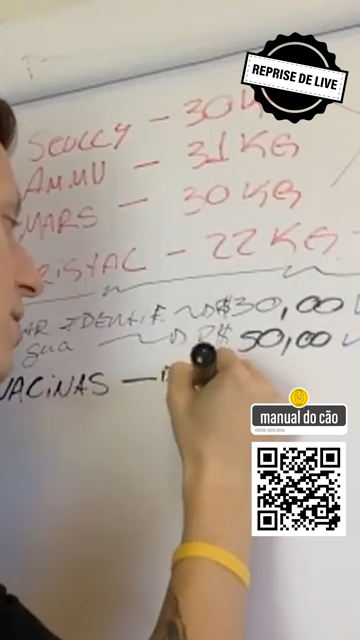 REPRISE DE LIVE
SCULLY - 30K
AMMU - 31 KG
MARS - 30 KG
RISTAL - 22 KG
R$30,00
R$ 50,00
VACINAS —
manual do cão